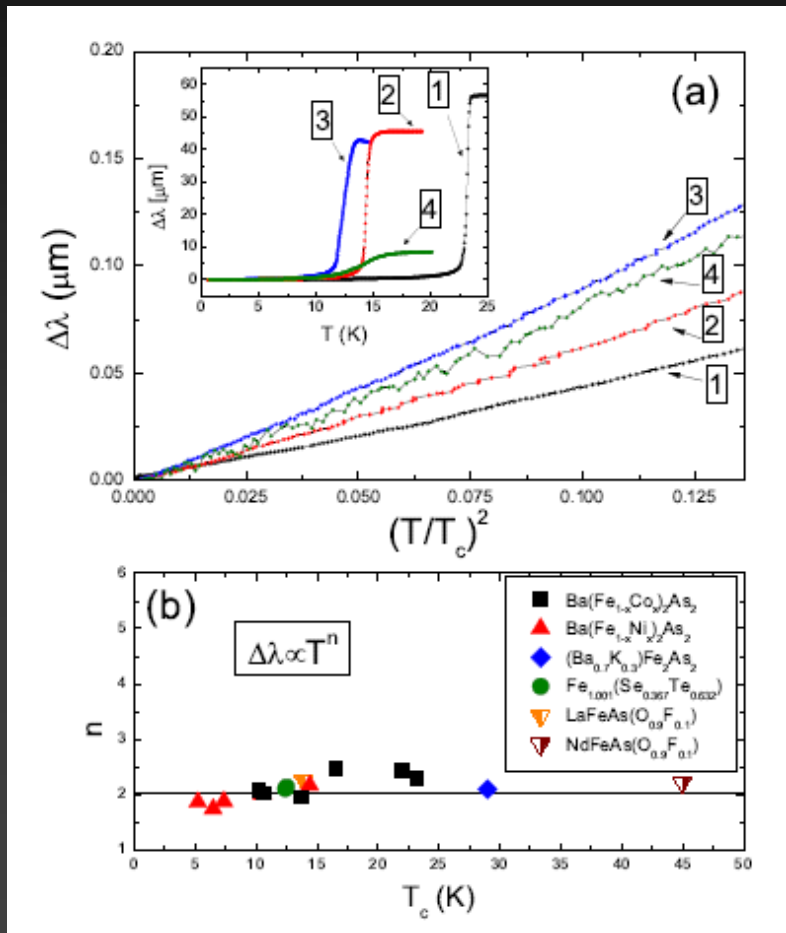 (a)
0.20
0.15
0.10
0.05
0.00
Δλ (μm)
0.000 0.025 0.050 0.075 0.100 0.125
(T/Tc)²
60
50
40
30
20
10
0
Δλ [μm]
0 5 10 15 20 25
T (K)
1
2
3
4
3
4
2
1
(b)
Δλ∝Tⁿ
6
5
4
3
2
1
n
0 5 10 15 20 25 30 35 40 45 50
Tc (K)
Ba(Fe1-xCox)2As2
Ba(Fe1-xNix)2As2
(Ba0.7K0.3)Fe2As2
Fe1.001(Se0.367Te0.632)
LaFeAs(O0.9F0.1)
NdFeAs(O0.9F0.1)